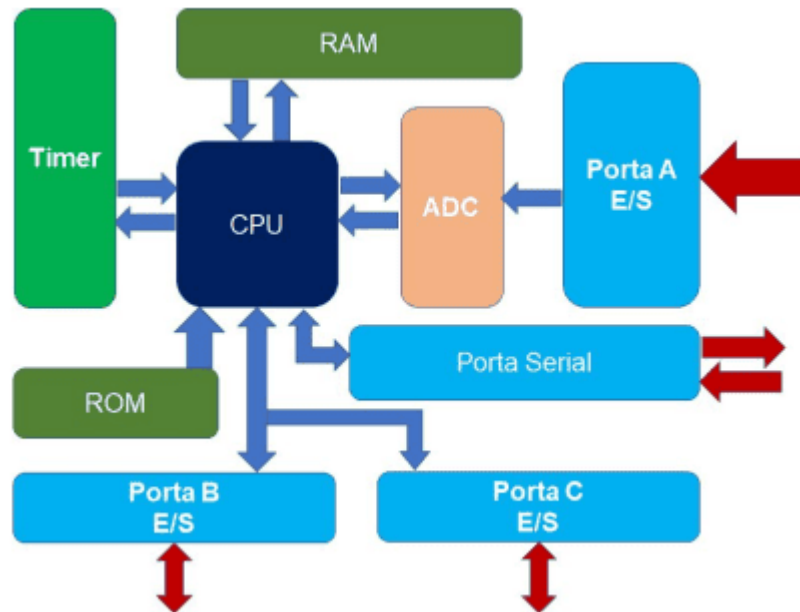 RAM
Timer
CPU
ADC
Porta A
E/S
Porta Serial
ROM
Porta B
E/S
Porta C
E/S